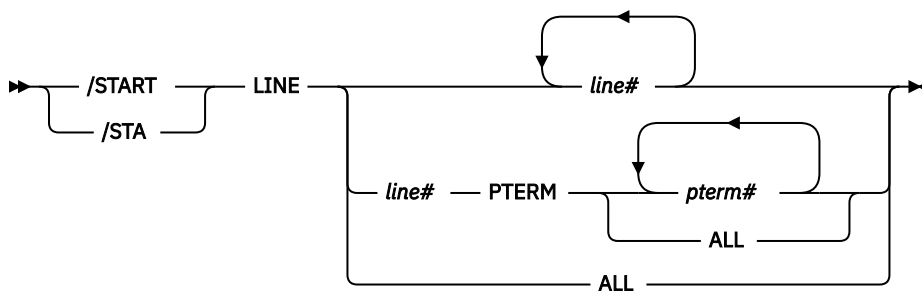 /START LINE line#
/STA
line# PTERM pterm#
ALL
ALL